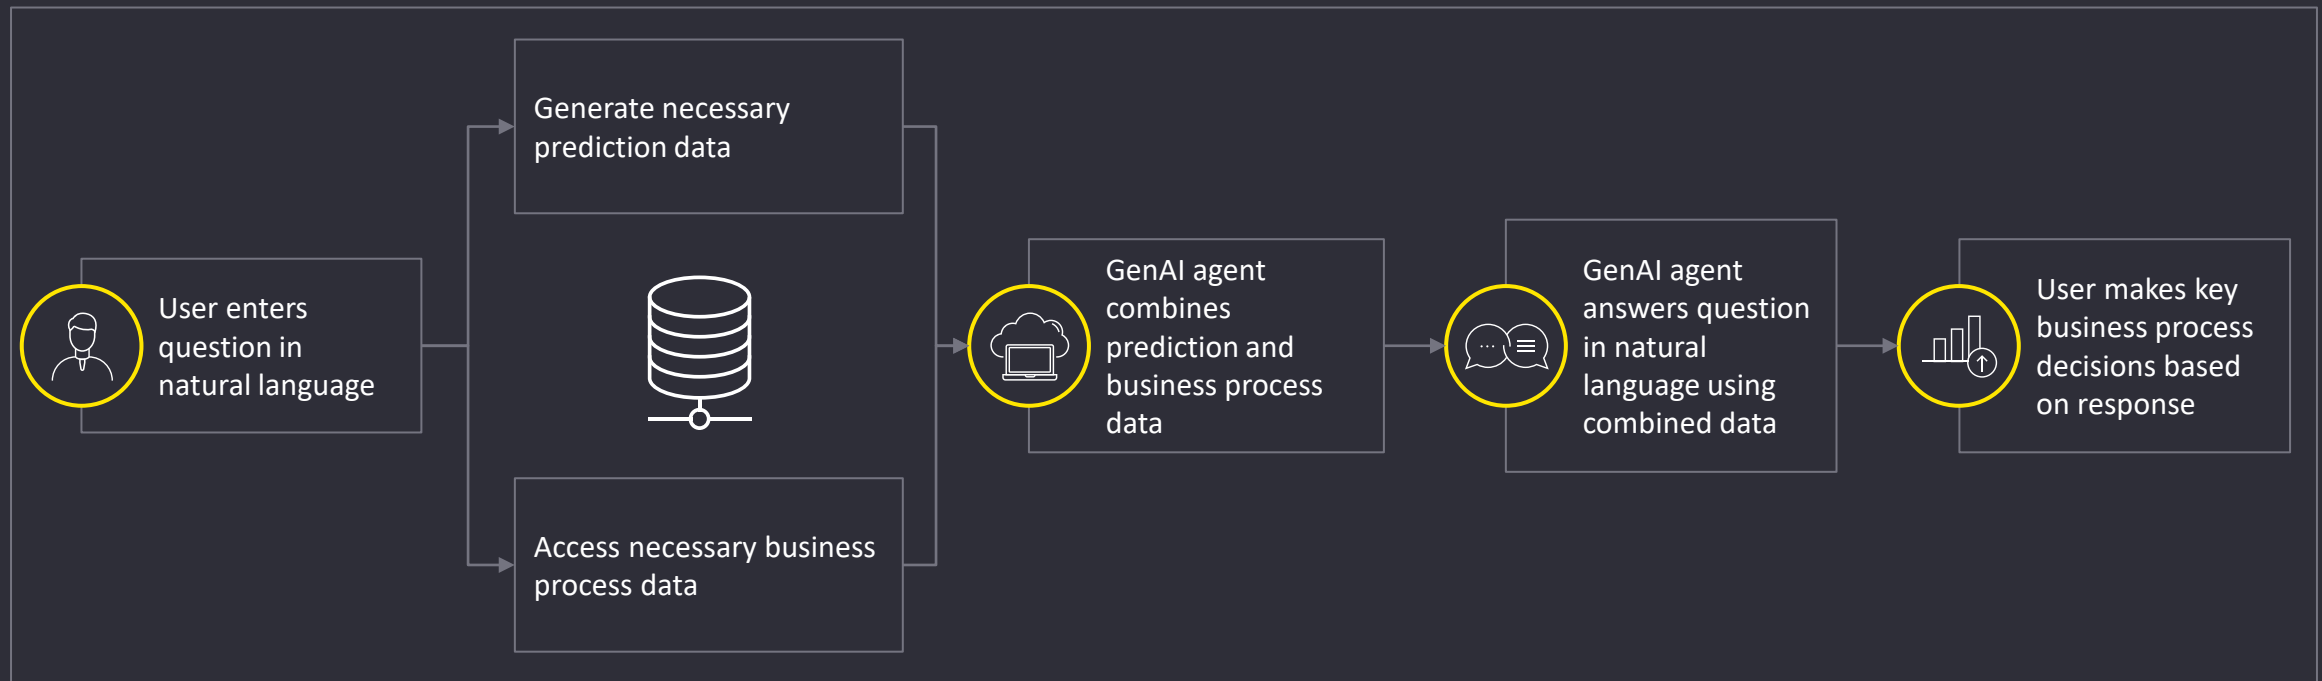 User enters
question in
natural language
Generate necessary
prediction data
Access necessary business
process data
GenAI agent
combines
prediction and
business process
data
GenAI agent
answers question
in natural
language using
combined data
User makes key
business process
decisions based
on response